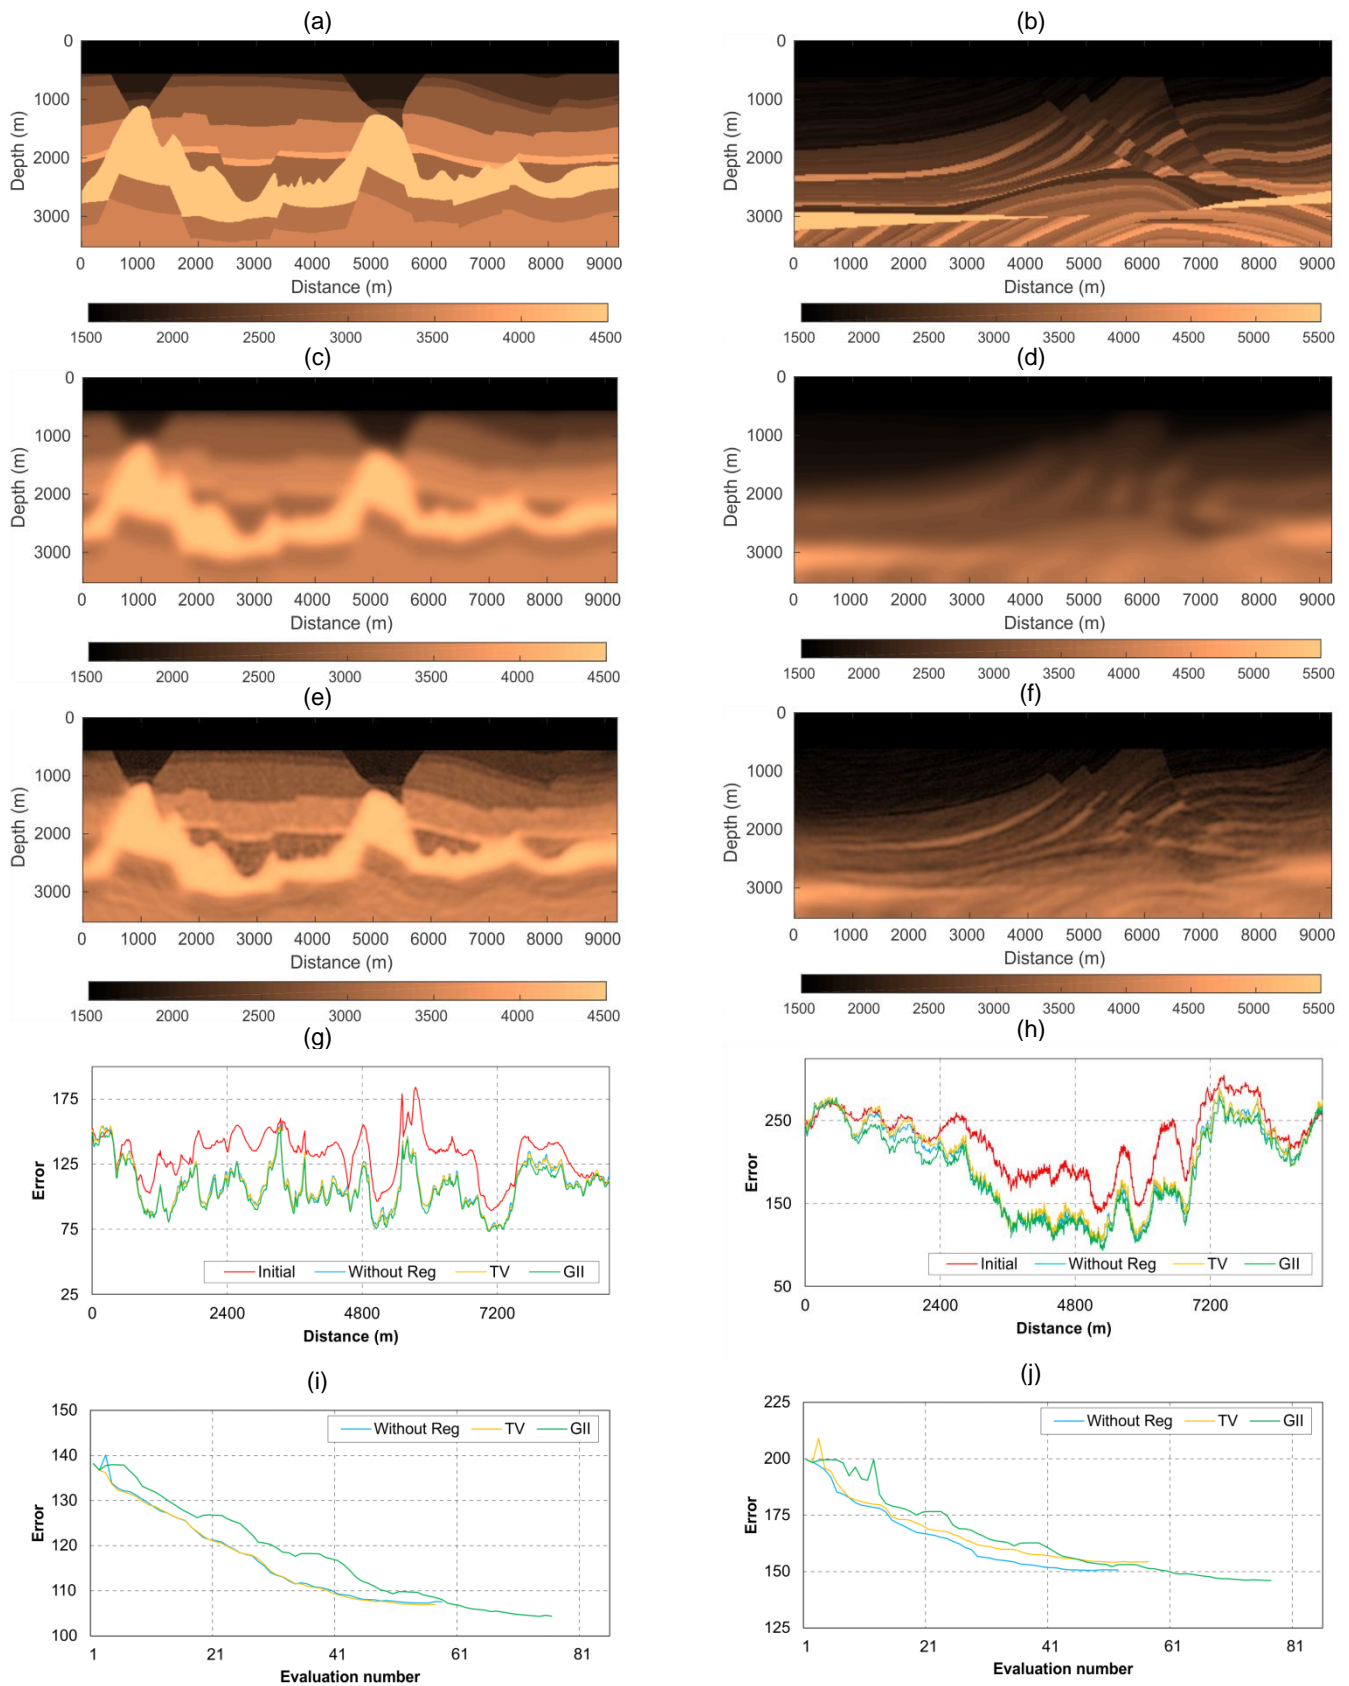 (a)
(b)
0
1000
2000
3000
Depth (m)
0 1000 2000 3000 4000 5000 6000 7000 8000 9000
Distance (m)
1500 2000 2500 3000 3500 4000 4500
0
1000
2000
3000
Depth (m)
0 1000 2000 3000 4000 5000 6000 7000 8000 9000
Distance (m)
1500 2000 2500 3000 3500 4000 4500 5000 5500
(c)
(d)
0
1000
2000
3000
Depth (m)
0 1000 2000 3000 4000 5000 6000 7000 8000 9000
Distance (m)
1500 2000 2500 3000 3500 4000 4500
0
1000
2000
3000
Depth (m)
0 1000 2000 3000 4000 5000 6000 7000 8000 9000
Distance (m)
1500 2000 2500 3000 3500 4000 4500 5000 5500
(e)
(f)
0
1000
2000
3000
Depth (m)
0 1000 2000 3000 4000 5000 6000 7000 8000 9000
Distance (m)
1500 2000 2500 3000 3500 4000 4500
0
1000
2000
3000
Depth (m)
0 1000 2000 3000 4000 5000 6000 7000 8000 9000
Distance (m)
1500 2000 2500 3000 3500 4000 4500 5000 5500
(g)
(h)
175
125
75
25
Error
Initial Without Reg TV GII
0 2400 4800 7200
Distance (m)
250
150
50
Error
Initial Without Reg TV GII
0 2400 4800 7200
Distance (m)
(i)
(j)
150
140
130
120
110
100
Error
Without Reg TV GII
1 21 41 61 81
Evaluation number
225
200
175
150
125
Error
Without Reg TV GII
1 21 41 61 81
Evaluation number